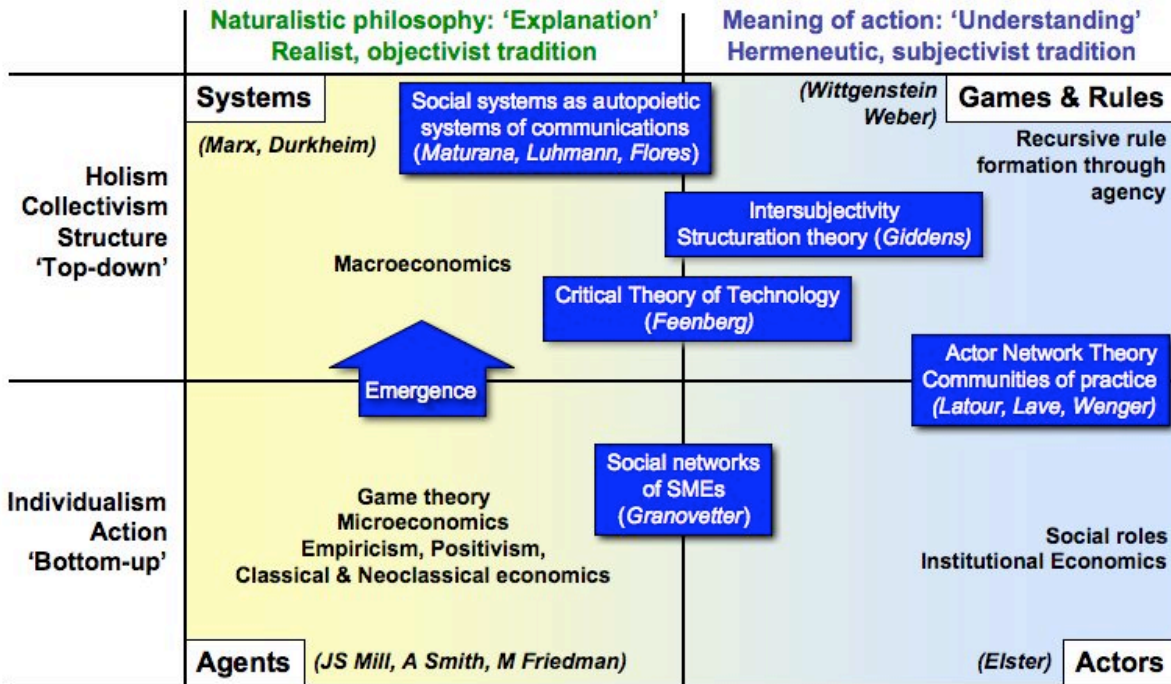 Naturalistic philosophy: ‘Explanation’
Realist, objectivist tradition
Meaning of action: ‘Understanding’
Hermeneutic, subjectivist tradition
Holism
Collectivism
Structure
‘Top-down’
Systems
(Marx, Durkheim)
Social systems as autopoietic
systems of communications
(Maturana, Luhmann, Flores)
(Wittgenstein
Weber)
Games & Rules
Recursive rule
formation through
agency
Intersubjectivity
Structuration theory (Giddens)
Macroeconomics
Critical Theory of Technology
(Feenberg)
Emergence
Actor Network Theory
Communities of practice
(Latour, Lave, Wenger)
Individualism
Action
‘Bottom-up’
Social networks
of SMEs
(Granovetter)
Game theory
Microeconomics
Empiricism, Positivism,
Classical & Neoclassical economics
Social roles
Institutional Economics
Agents
(JS Mill, A Smith, M Friedman)
(Elster)
Actors